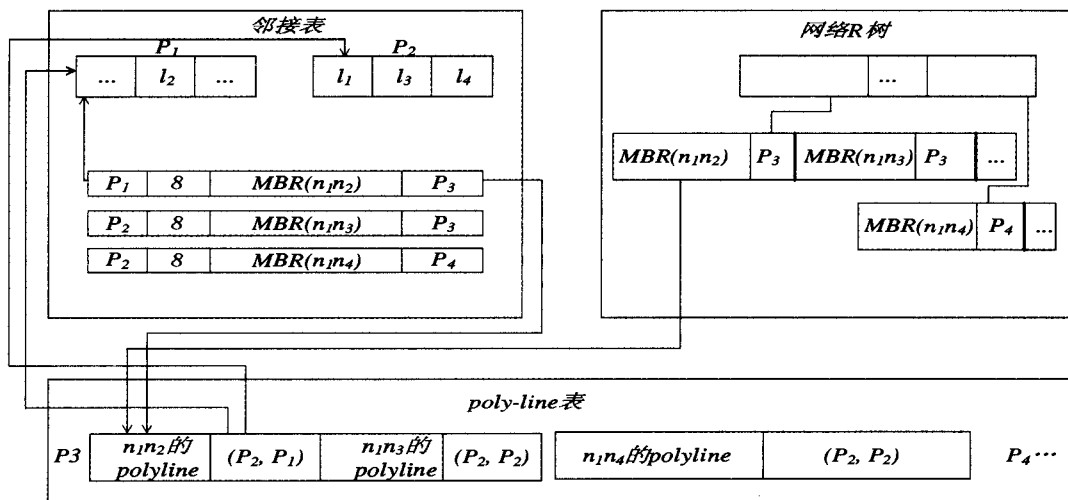 邻接表
P₁ P₂
... l₂ ... l₁ l₃ l₄
P₁ 8 MBR(n₁n₂) P₃
P₂ 8 MBR(n₁n₃) P₃
P₂ 8 MBR(n₁n₄) P₄
网络R 树
...
MBR(n₁n₂) P₃ MBR(n₁n₃) P₃ ...
MBR(n₁n₄) P₄ ...
poly-line表
P3 n₁n₂的 polyline (P₂, P₁) n₁n₃的 polyline (P₂, P₂) n₁n₄的polyline (P₂, P₂) P₄…